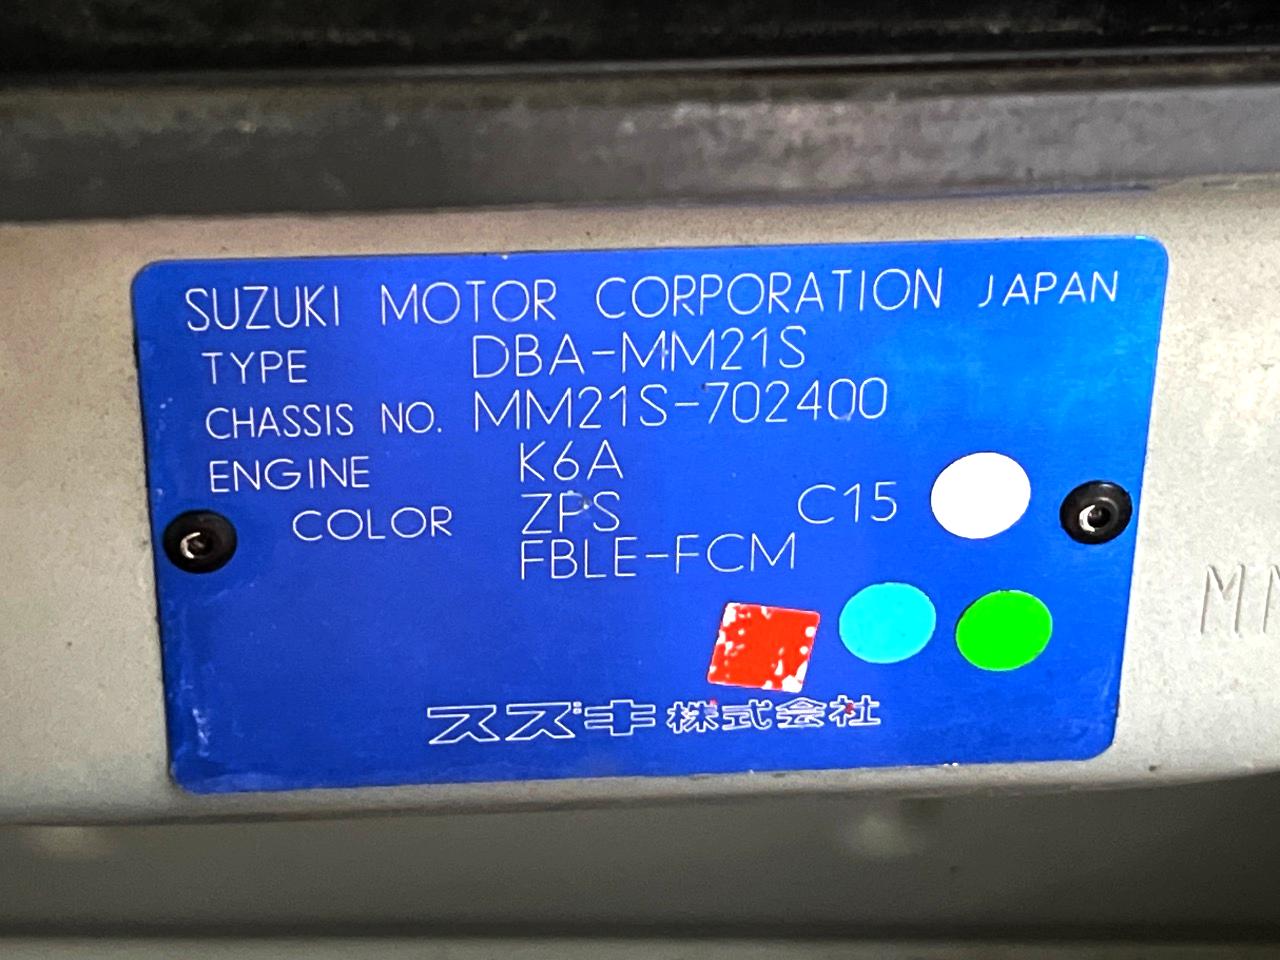 SUZUKI MOTOR CORPORATION JAPAN
TYPE DBA-MM21S
CHASSIS NO. MM21S-702400
ENGINE K6A
COLOR ZPS C15
FBLE-FCM
スズキ株式会社